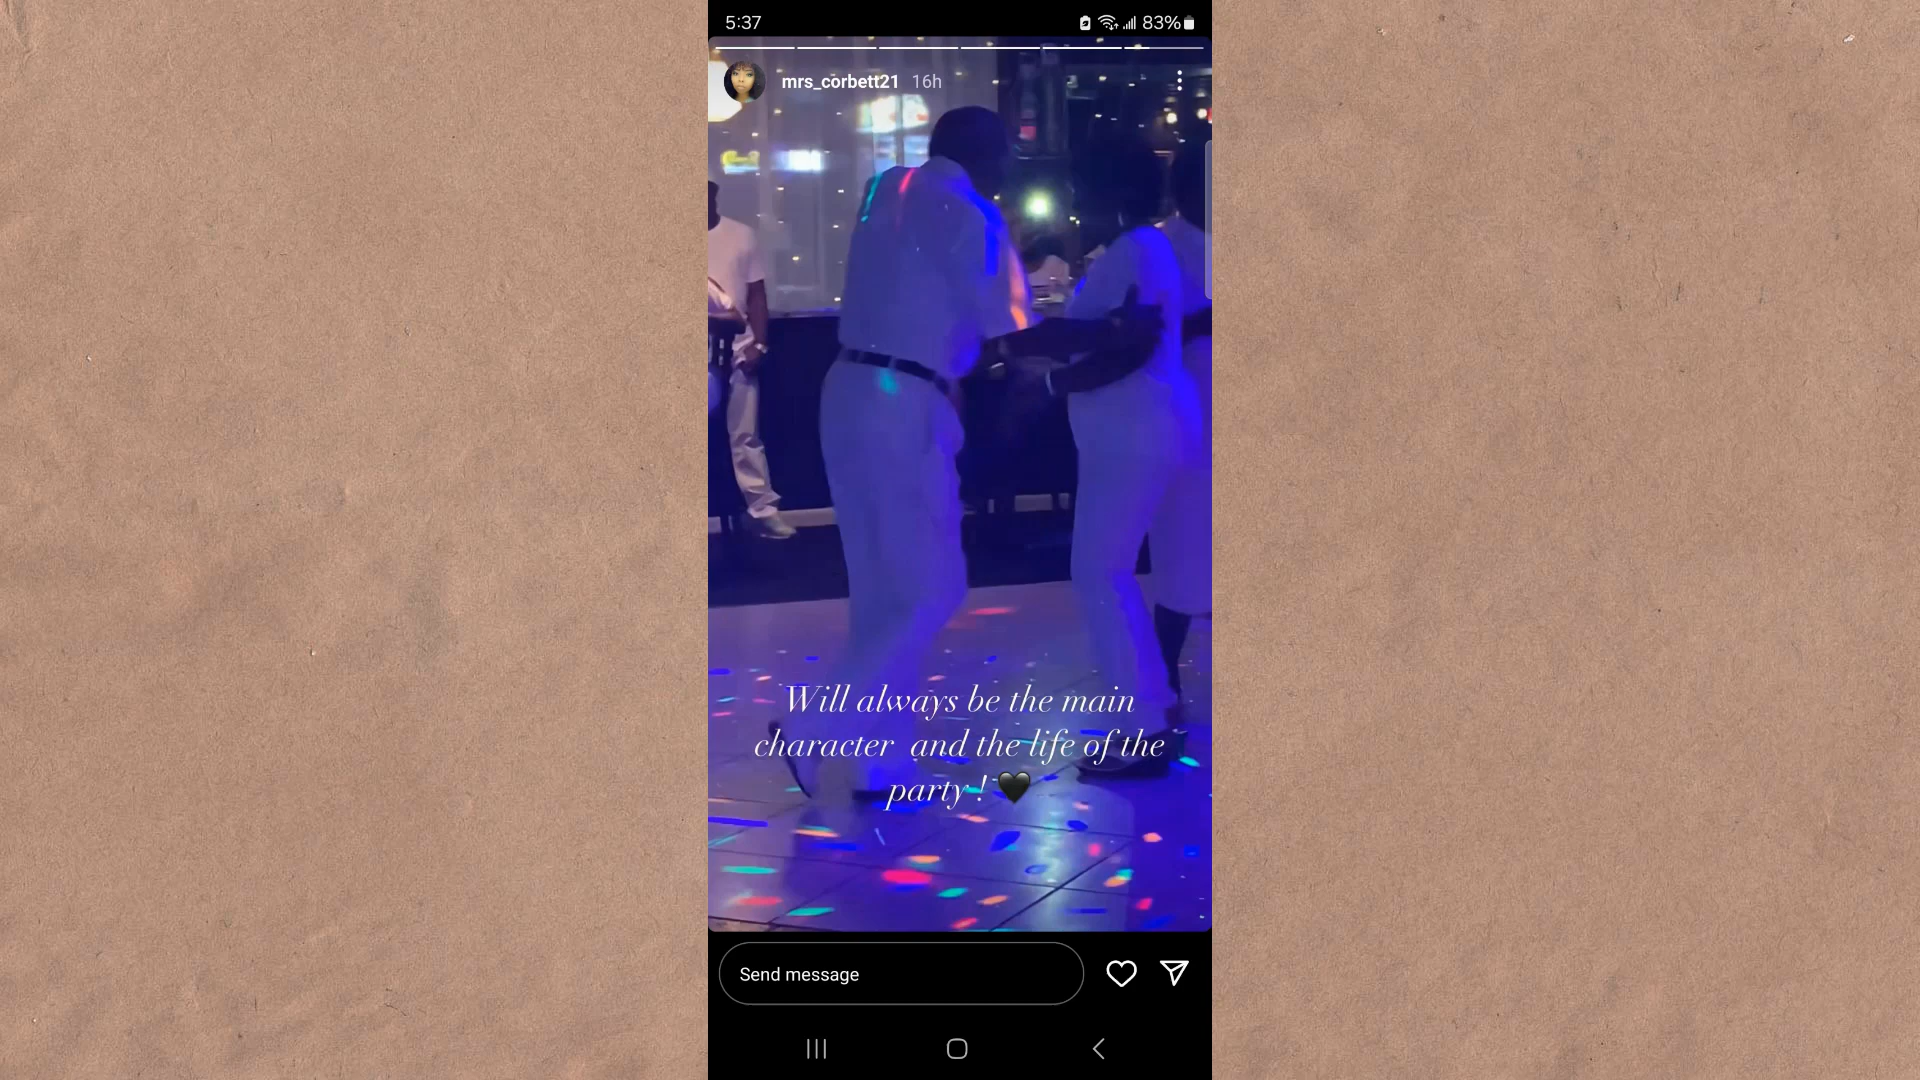 5:37
83%
mrs_corbett21 16h
Will always be the main
character and the life of the
party ! 🖤
Send message